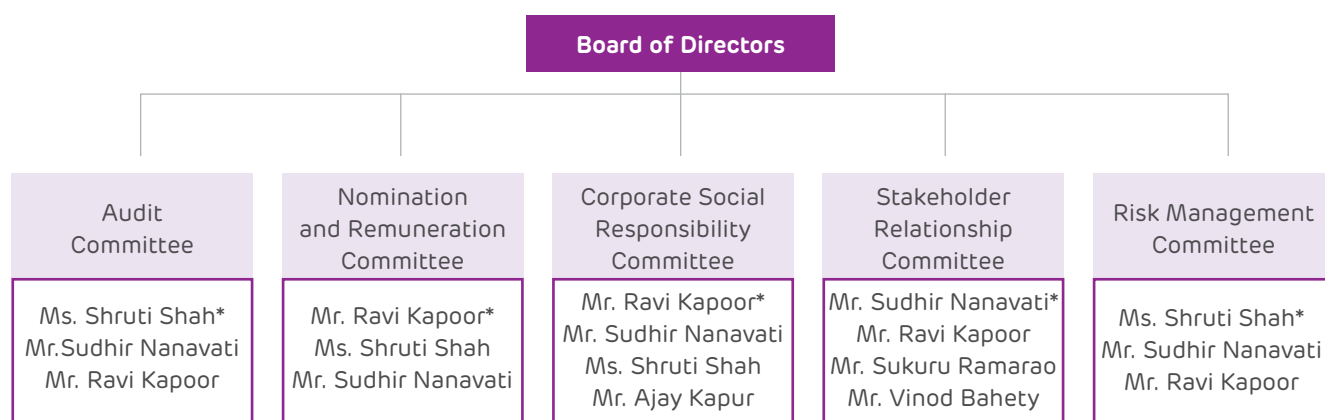 Board of Directors
Audit
Committee
Nomination
and Remuneration
Committee
Corporate Social
Responsibility
Committee
Stakeholder
Relationship
Committee
Risk Management
Committee
Ms. Shruti Shah*
Mr.Sudhir Nanavati
Mr. Ravi Kapoor
Mr. Ravi Kapoor*
Ms. Shruti Shah
Mr. Sudhir Nanavati
Mr. Ravi Kapoor*
Mr. Sudhir Nanavati
Ms. Shruti Shah
Mr. Ajay Kapur
Mr. Sudhir Nanavati*
Mr. Ravi Kapoor
Mr. Sukuru Ramarao
Mr. Vinod Bahety
Ms. Shruti Shah*
Mr. Sudhir Nanavati
Mr. Ravi Kapoor